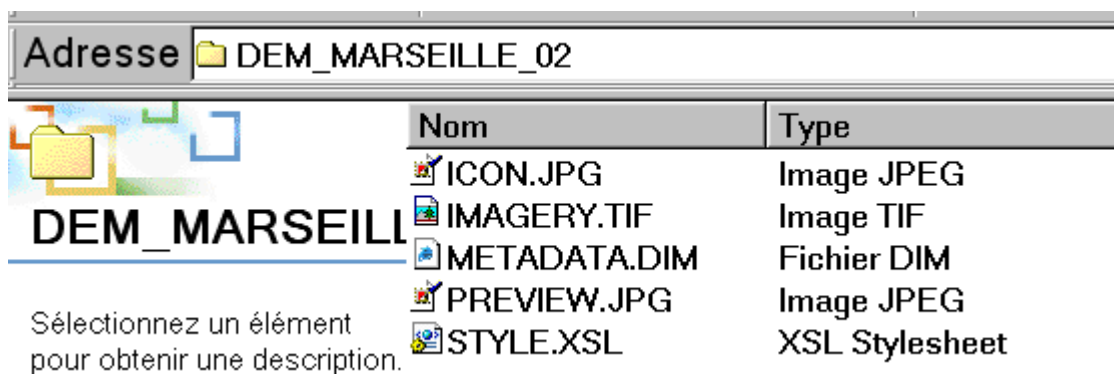 Adresse DEM_MARSEILLE_02
Nom Type
ICON.JPG Image JPEG
IMAGERY.TIF Image TIF
METADATA.DIM Fichier DIM
PREVIEW.JPG Image JPEG
STYLE.XSL XSL Stylesheet
DEM_MARSEILL
Sélectionnez un élément
pour obtenir une description.